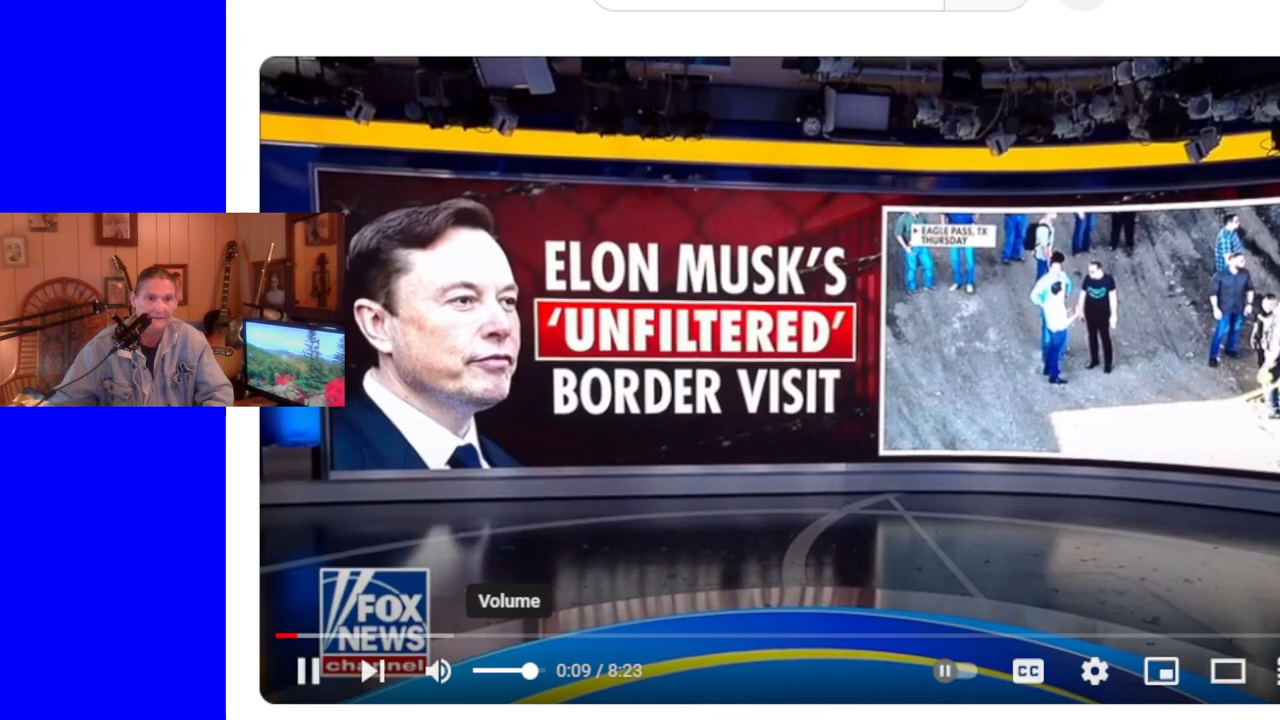 ELON MUSK'S
'UNFILTERED'
BORDER VISIT
▸ EAGLE PASS, TX
THURSDAY
FOX
NEWS
channel
Volume
0:09 / 8:23
CC